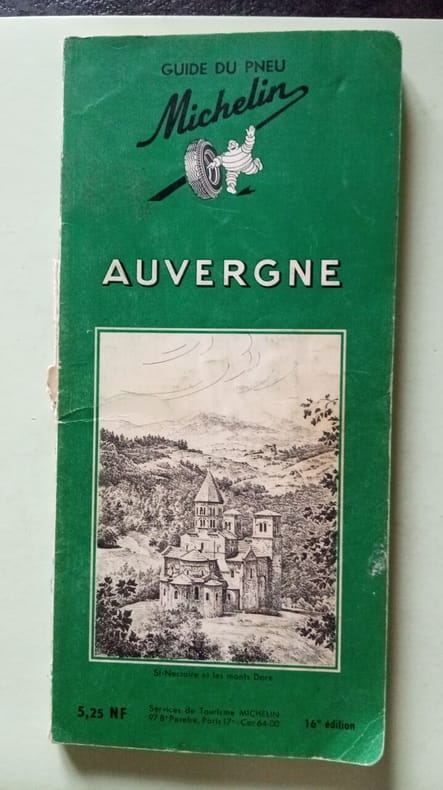 GUIDE DU PNEU
Michelin
AUVERGNE
St-Nectaire et les monts Dore
5,25 NF
Services de Tourisme MICHELIN
97 Bd Pereire, Paris 17e - Car 64-00
16e édition